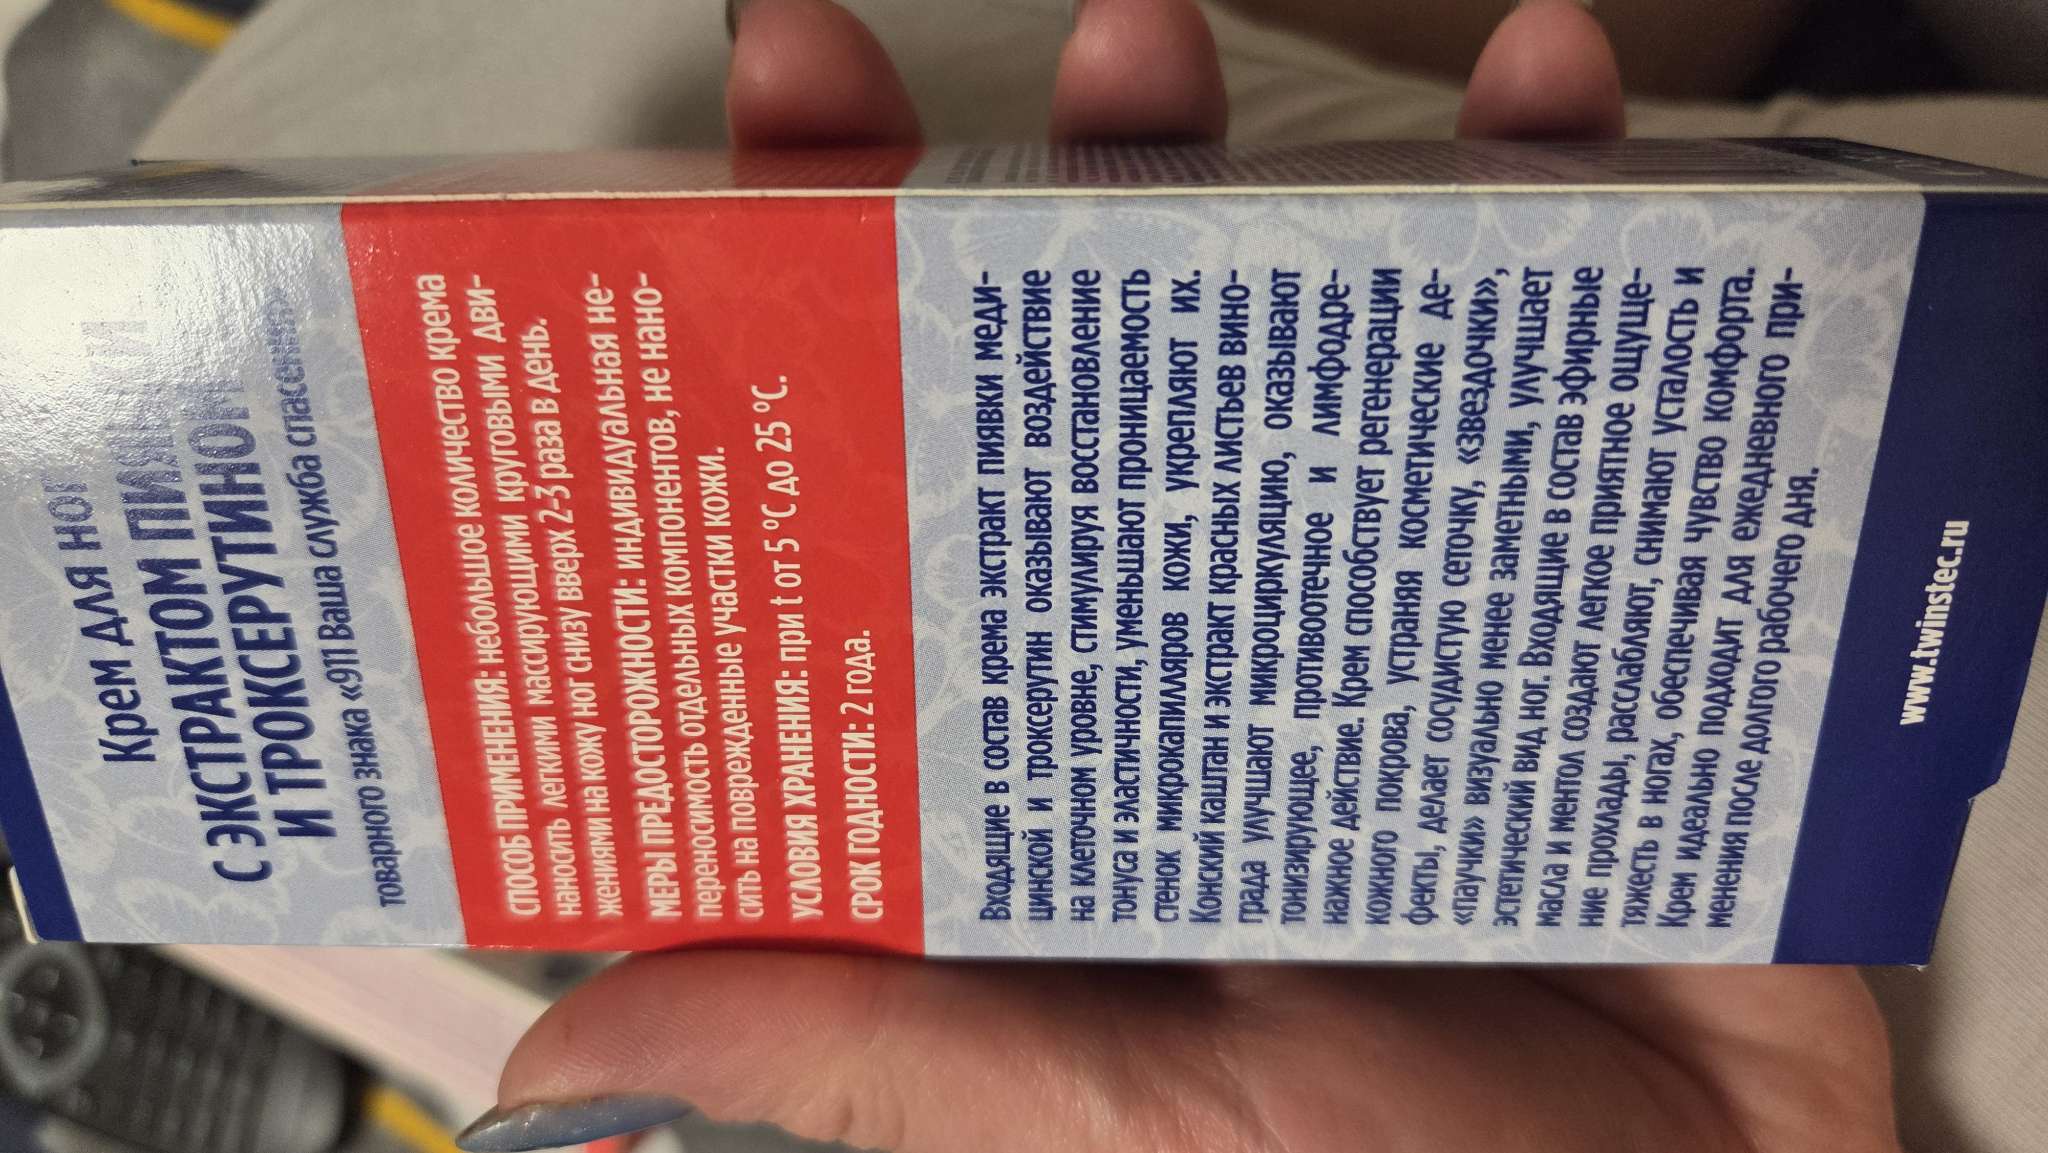 Крем для ног
С ЭКСТРАКТОМ ПИЯВКИ
И ТРОКСЕРУТИНОМ
товарного знака «911 Ваша служба спасения»
СПОСОБ ПРИМЕНЕНИЯ: небольшое количество крема
наносить легкими массирующими круговыми дви-
жениями на кожу ног снизу вверх 2-3 раза в день.
МЕРЫ ПРЕДОСТОРОЖНОСТИ: индивидуальная не-
переносимость отдельных компонентов, не нано-
сить на поврежденные участки кожи.
УСЛОВИЯ ХРАНЕНИЯ: при t от 5 °C до 25 °C.
СРОК ГОДНОСТИ: 2 года.
Входящие в состав крема экстракт пиявки меди-
цинской и троксерутин оказывают воздействие
на клеточном уровне, стимулируя восстановление
тонуса и эластичности, уменьшают проницаемость
стенок микрокапилляров кожи, укрепляют их.
Конский каштан и экстракт красных листьев вино-
града улучшают микроциркуляцию, оказывают
тонизирующее, противоотечное и лимфодре-
нажное действие. Крем способствует регенерации
кожного покрова, устраняя косметические де-
фекты, делает сосудистую сеточку, «звездочки»,
«паучки» визуально менее заметными, улучшает
эстетический вид ног. Входящие в состав эфирные
масла и ментол создают легкое приятное ощуще-
ние прохлады, расслабляют, снимают усталость и
тяжесть в ногах, обеспечивая чувство комфорта.
Крем идеально подходит для ежедневного при-
менения после долгого рабочего дня.
www.twinstec.ru